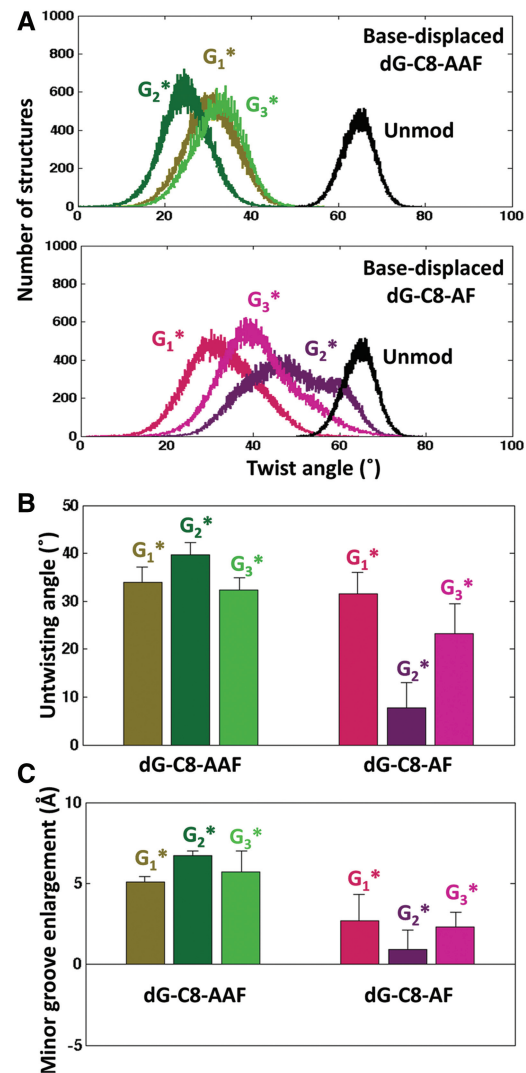 A
Number of structures
1000
800
600
400
200
0
Base-displaced
dG-C8-AAF
G1*
G2*
G3*
Unmod
0 20 40 60 80 100
1000
800
600
400
200
0
Base-displaced
dG-C8-AF
G3*
G1*
G2*
Unmod
0 20 40 60 80 100
Twist angle (˚)
B
Untwisting angle (˚)
50
40
30
20
10
0
G1*
G2*
G3*
G1*
G2*
G3*
dG-C8-AAF dG-C8-AF
C
Minor groove enlargement (Å)
10
5
0
5
G1*
G2*
G3*
G1*
G2*
G3*
dG-C8-AAF dG-C8-AF